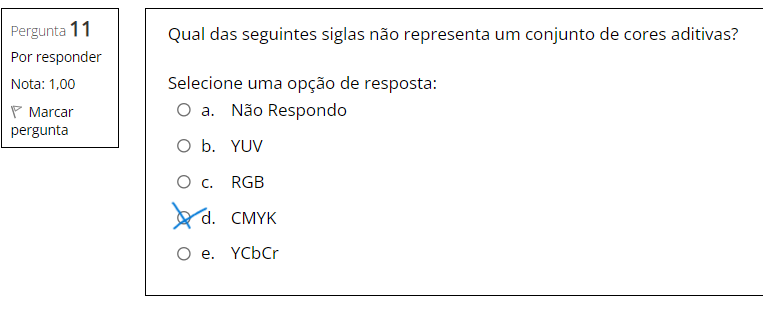 Pergunta 11
Por responder
Nota: 1,00
Marcar
pergunta
Qual das seguintes siglas não representa um conjunto de cores aditivas?
Selecione uma opção de resposta:
a. Não Respondo
b. YUV
c. RGB
d. CMYK
e. YCbCr